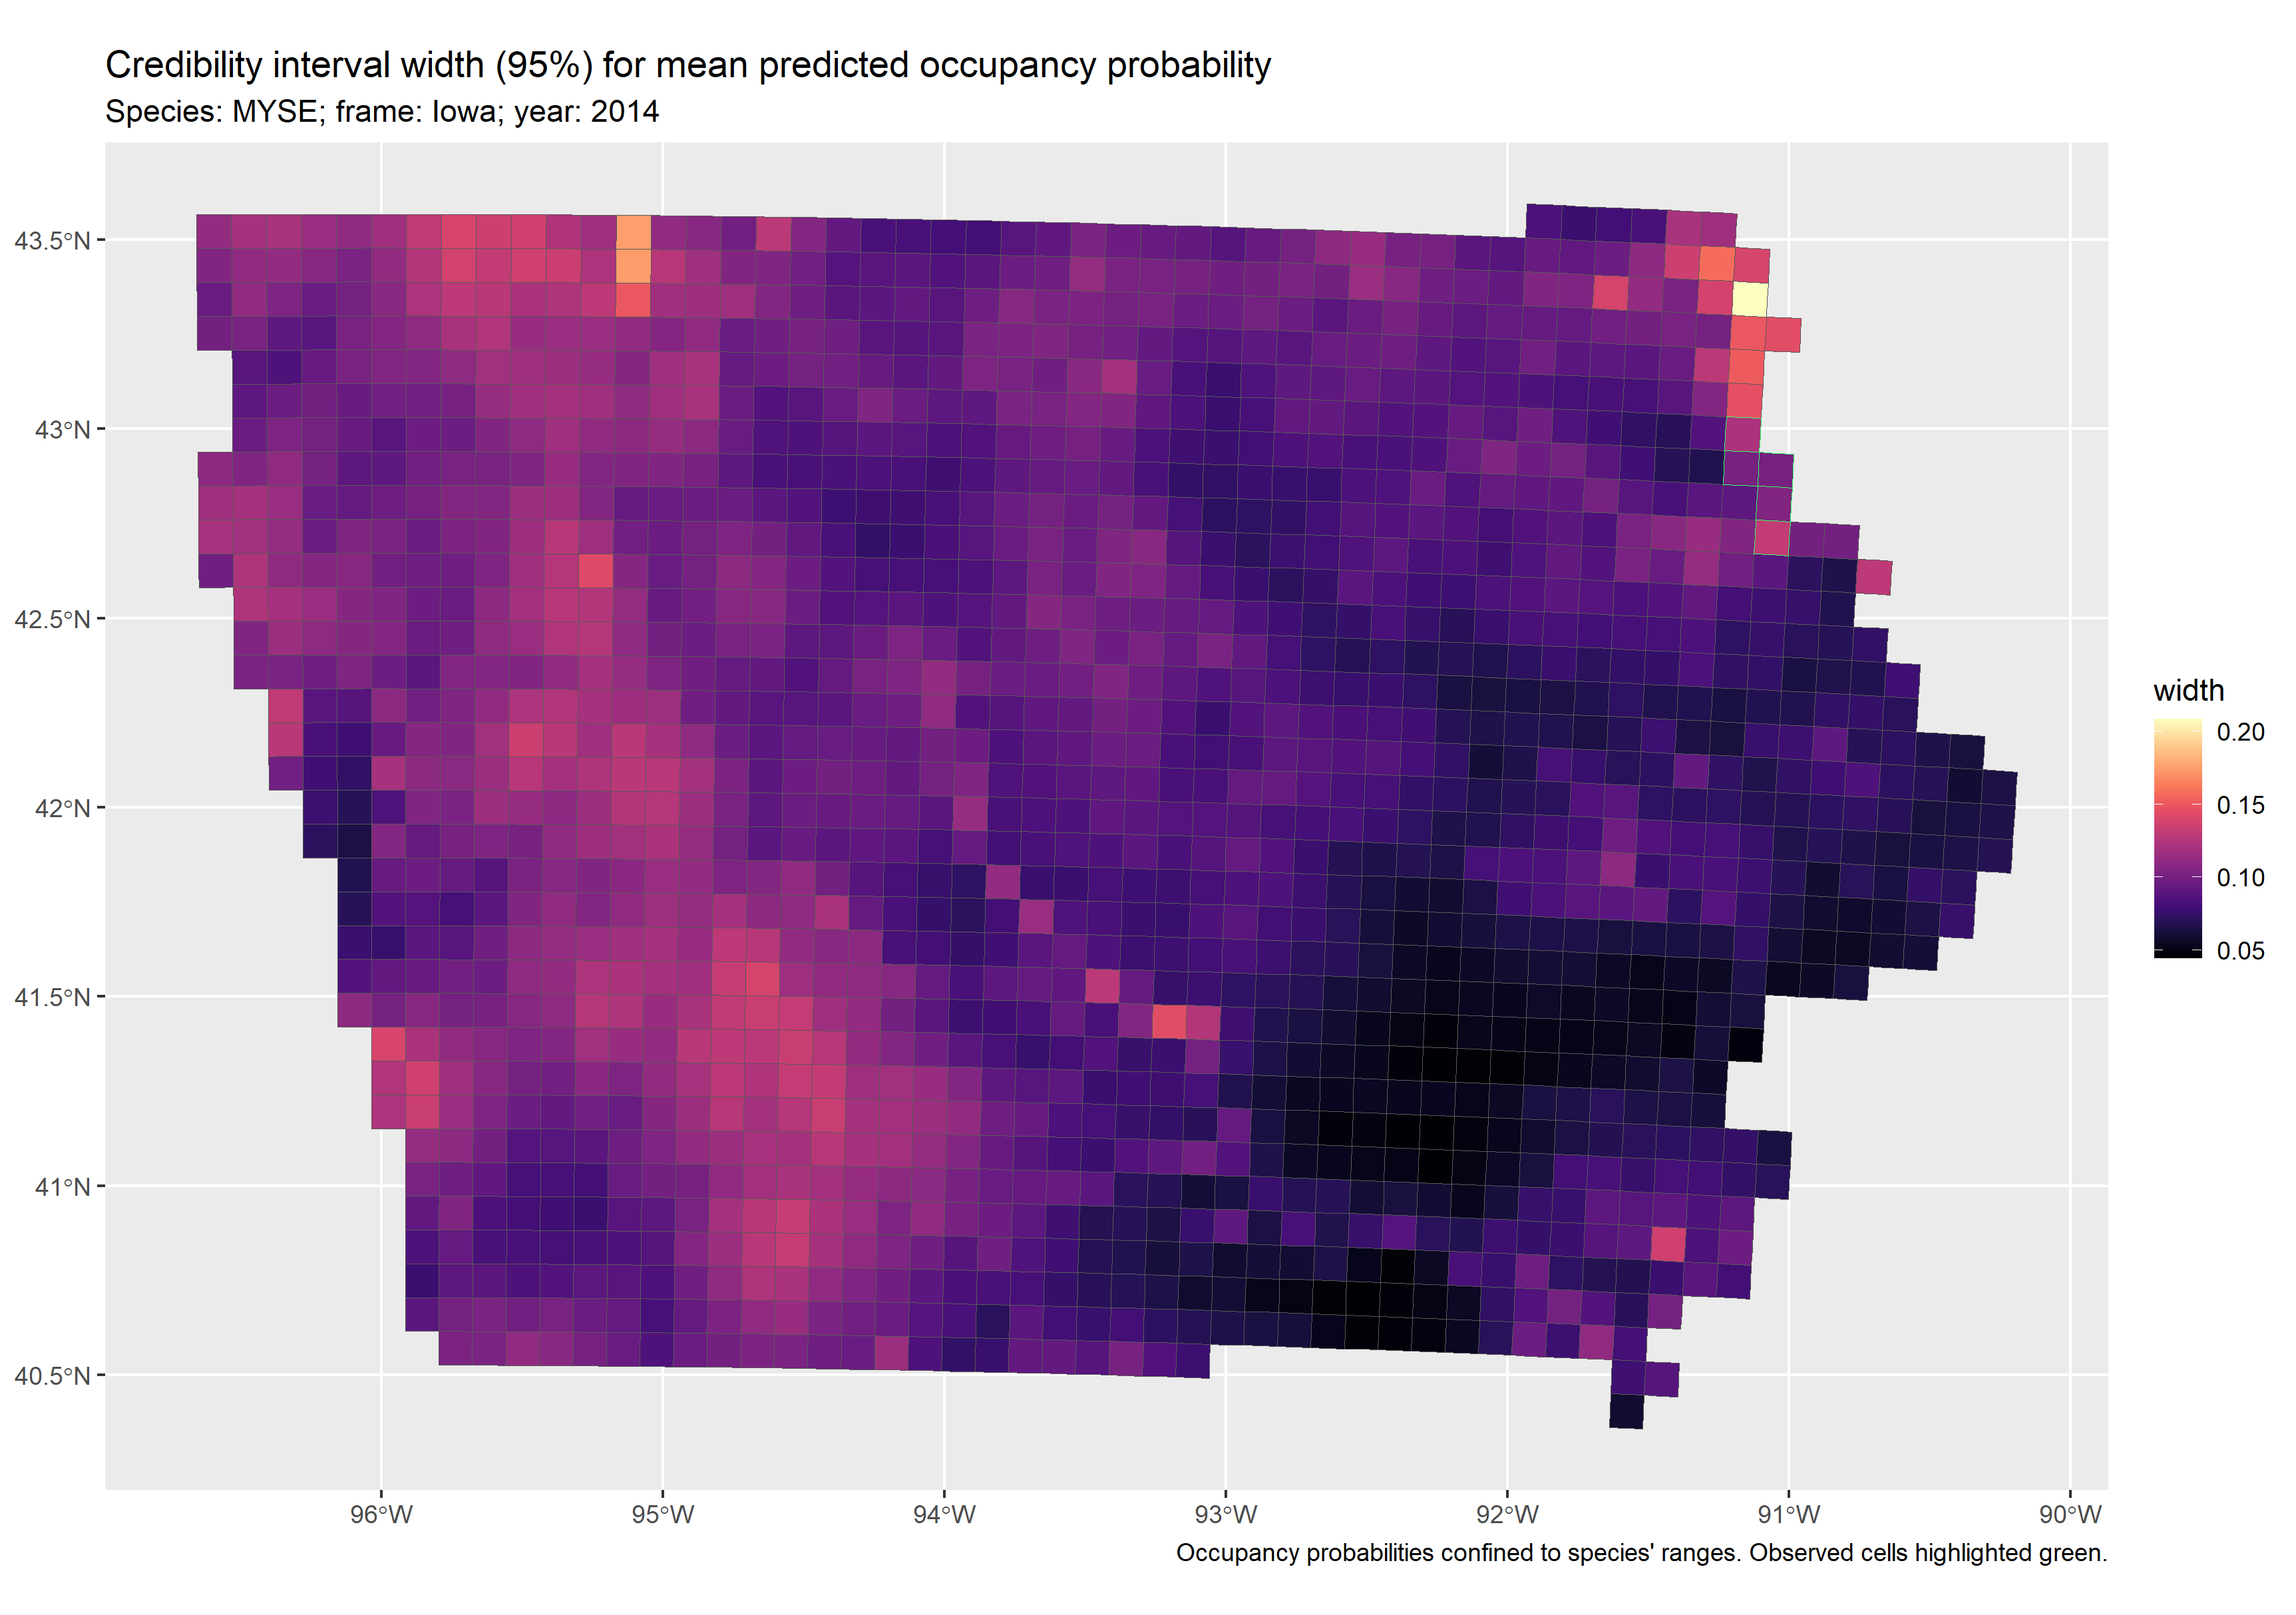 Credibility interval width (95%) for mean predicted occupancy probability
Species: MYSE; frame: Iowa; year: 2014
43.5°N
43°N
42.5°N
42°N
41.5°N
41°N
40.5°N
96°W 95°W 94°W 93°W 92°W 91°W 90°W
width
0.20
0.15
0.10
0.05
Occupancy probabilities confined to species' ranges. Observed cells highlighted green.